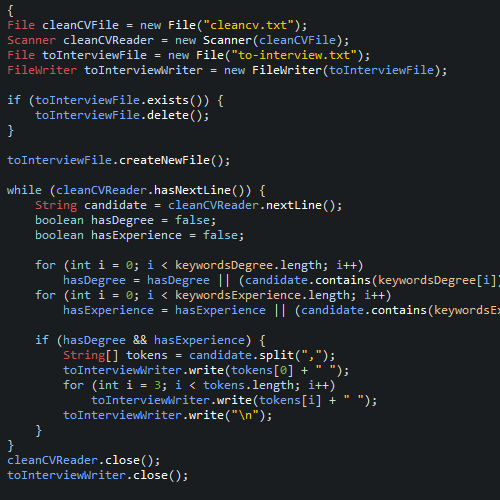 {
File cleanCVFile = new File("cleancv.txt");
Scanner cleanCVReader = new Scanner(cleanCVFile);
File toInterviewFile = new File("to-interview.txt");
FileWriter toInterviewWriter = new FileWriter(toInterviewFile);
if (toInterviewFile.exists()) {
toInterviewFile.delete();
}
toInterviewFile.createNewFile();
while (cleanCVReader.hasNextLine()) {
String candidate = cleanCVReader.nextLine();
boolean hasDegree = false;
boolean hasExperience = false;
for (int i = 0; i < keywordsDegree.length; i++)
hasDegree = hasDegree || (candidate.contains(keywordsDegree[i])
for (int i = 0; i < keywordsExperience.length; i++)
hasExperience = hasExperience || (candidate.contains(keywordsEx
if (hasDegree && hasExperience) {
String[] tokens = candidate.split(",");
toInterviewWriter.write(tokens[0] + " ");
for (int i = 3; i < tokens.length; i++)
toInterviewWriter.write(tokens[i] + " ");
toInterviewWriter.write("\n");
}
}
cleanCVReader.close();
toInterviewWriter.close();